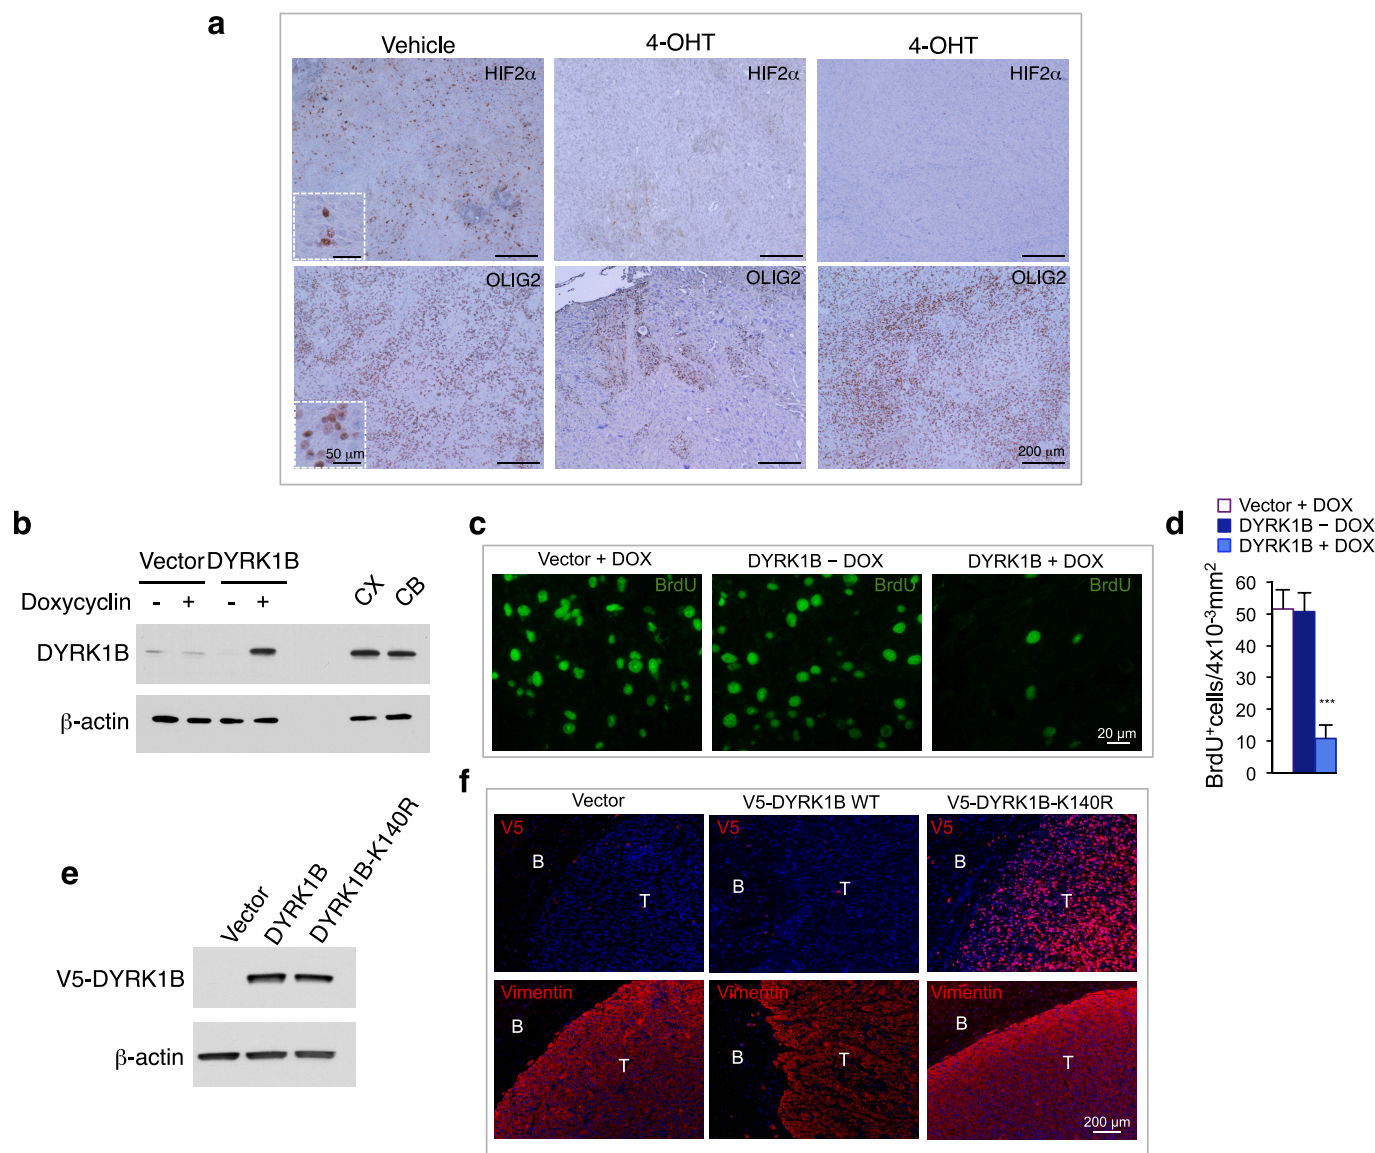 a
Vehicle 4-OHT 4-OHT
HIF2α HIF2α HIF2α
OLIG2 OLIG2 OLIG2
50 μm 200 μm
b
Vector DYRK1B
Doxycyclin - + - + CX CB
DYRK1B
β-actin
c
Vector + DOX DYRK1B − DOX DYRK1B + DOX
BrdU BrdU BrdU
20 μm
d
Vector + DOX
DYRK1B − DOX
DYRK1B + DOX
BrdU⁺cells/4x10⁻³mm²
60
50
40
30
20
10
0
***
e
Vector DYRK1B DYRK1B-K140R
V5-DYRK1B
β-actin
f
Vector V5-DYRK1B WT V5-DYRK1B-K140R
V5 V5 V5
B T B T B T
Vimentin Vimentin Vimentin
B T B T B T
200 μm